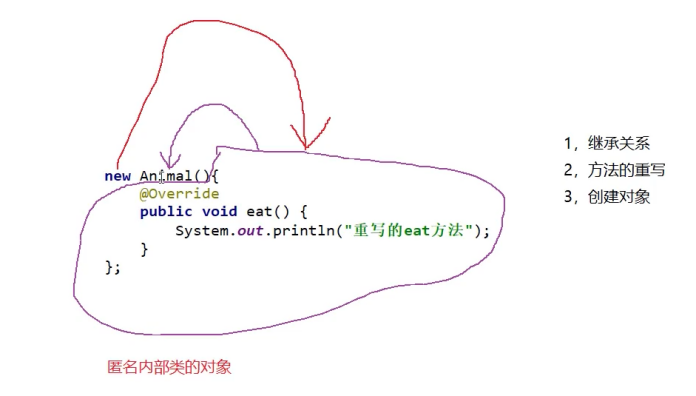 new Animal(){
@Override
public void eat() {
System.out.println("重写的eat方法");
}
};
1，继承关系
2，方法的重写
3，创建对象
匿名内部类的对象